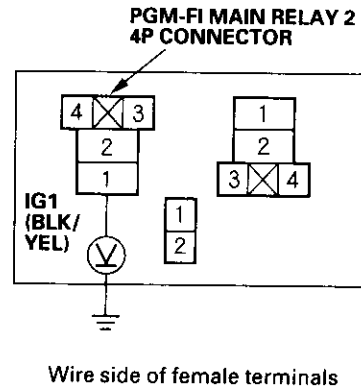 PGM-FI MAIN RELAY 2
4P CONNECTOR
4 3
2
1
1
2
3 4
IG1
(BLK/
YEL)
1
2
V
Wire side of female terminals